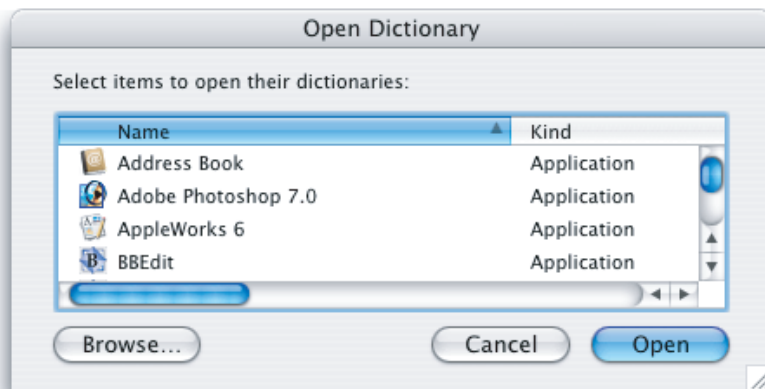 Open Dictionary
Select items to open their dictionaries:
Name Kind
Address Book Application
Adobe Photoshop 7.0 Application
AppleWorks 6 Application
BBEdit Application
Browse... Cancel Open